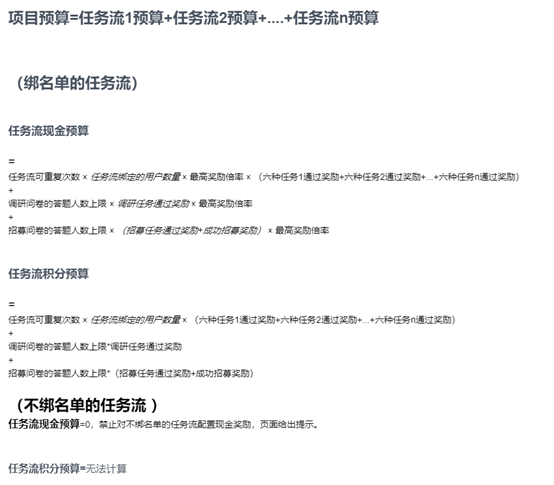 项目预算=任务流1预算+任务流2预算+....+任务流n预算
（绑名单的任务流）
任务流现金预算
=
任务流可重复次数 × 任务流绑定的用户数量 × 最高奖励倍率 × （六种任务1通过奖励+六种任务2通过奖励+...+六种任务n通过奖励）
+
调研问卷的答题人数上限 × 调研任务通过奖励 × 最高奖励倍率
+
招募问卷的答题人数上限 × （招募任务通过奖励+成功招募奖励） × 最高奖励倍率
任务流积分预算
=
任务流可重复次数 × 任务流绑定的用户数量 × （六种任务1通过奖励+六种任务2通过奖励+...+六种任务n通过奖励）
+
调研问卷的答题人数上限*调研任务通过奖励
+
招募问卷的答题人数上限*（招募任务通过奖励+成功招募奖励）
（不绑名单的任务流 ）
任务流现金预算=0，禁止对不绑名单的任务流配置现金奖励，页面给出提示。
任务流积分预算=无法计算